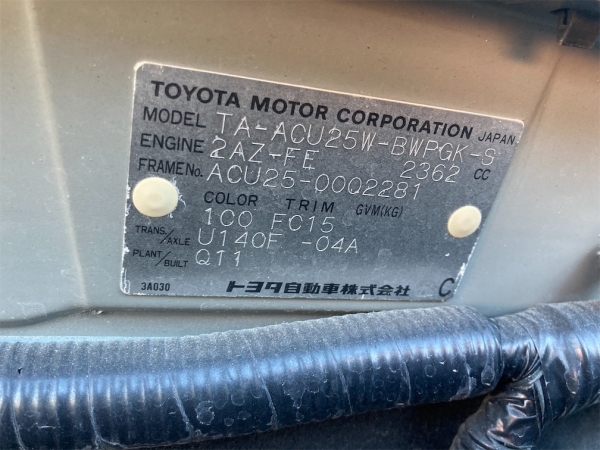 TOYOTA MOTOR CORPORATION JAPAN
MODEL TA-ACU25W-BWPGK-S
ENGINE 2AZ-FE 2362 CC
FRAME No. ACU25-0002281
COLOR TRIM GVM(KG)
1C0 FC15
TRANS./AXLE U140F -04A
PLANT/BUILT Q11
3A030 トヨタ自動車株式会社 C